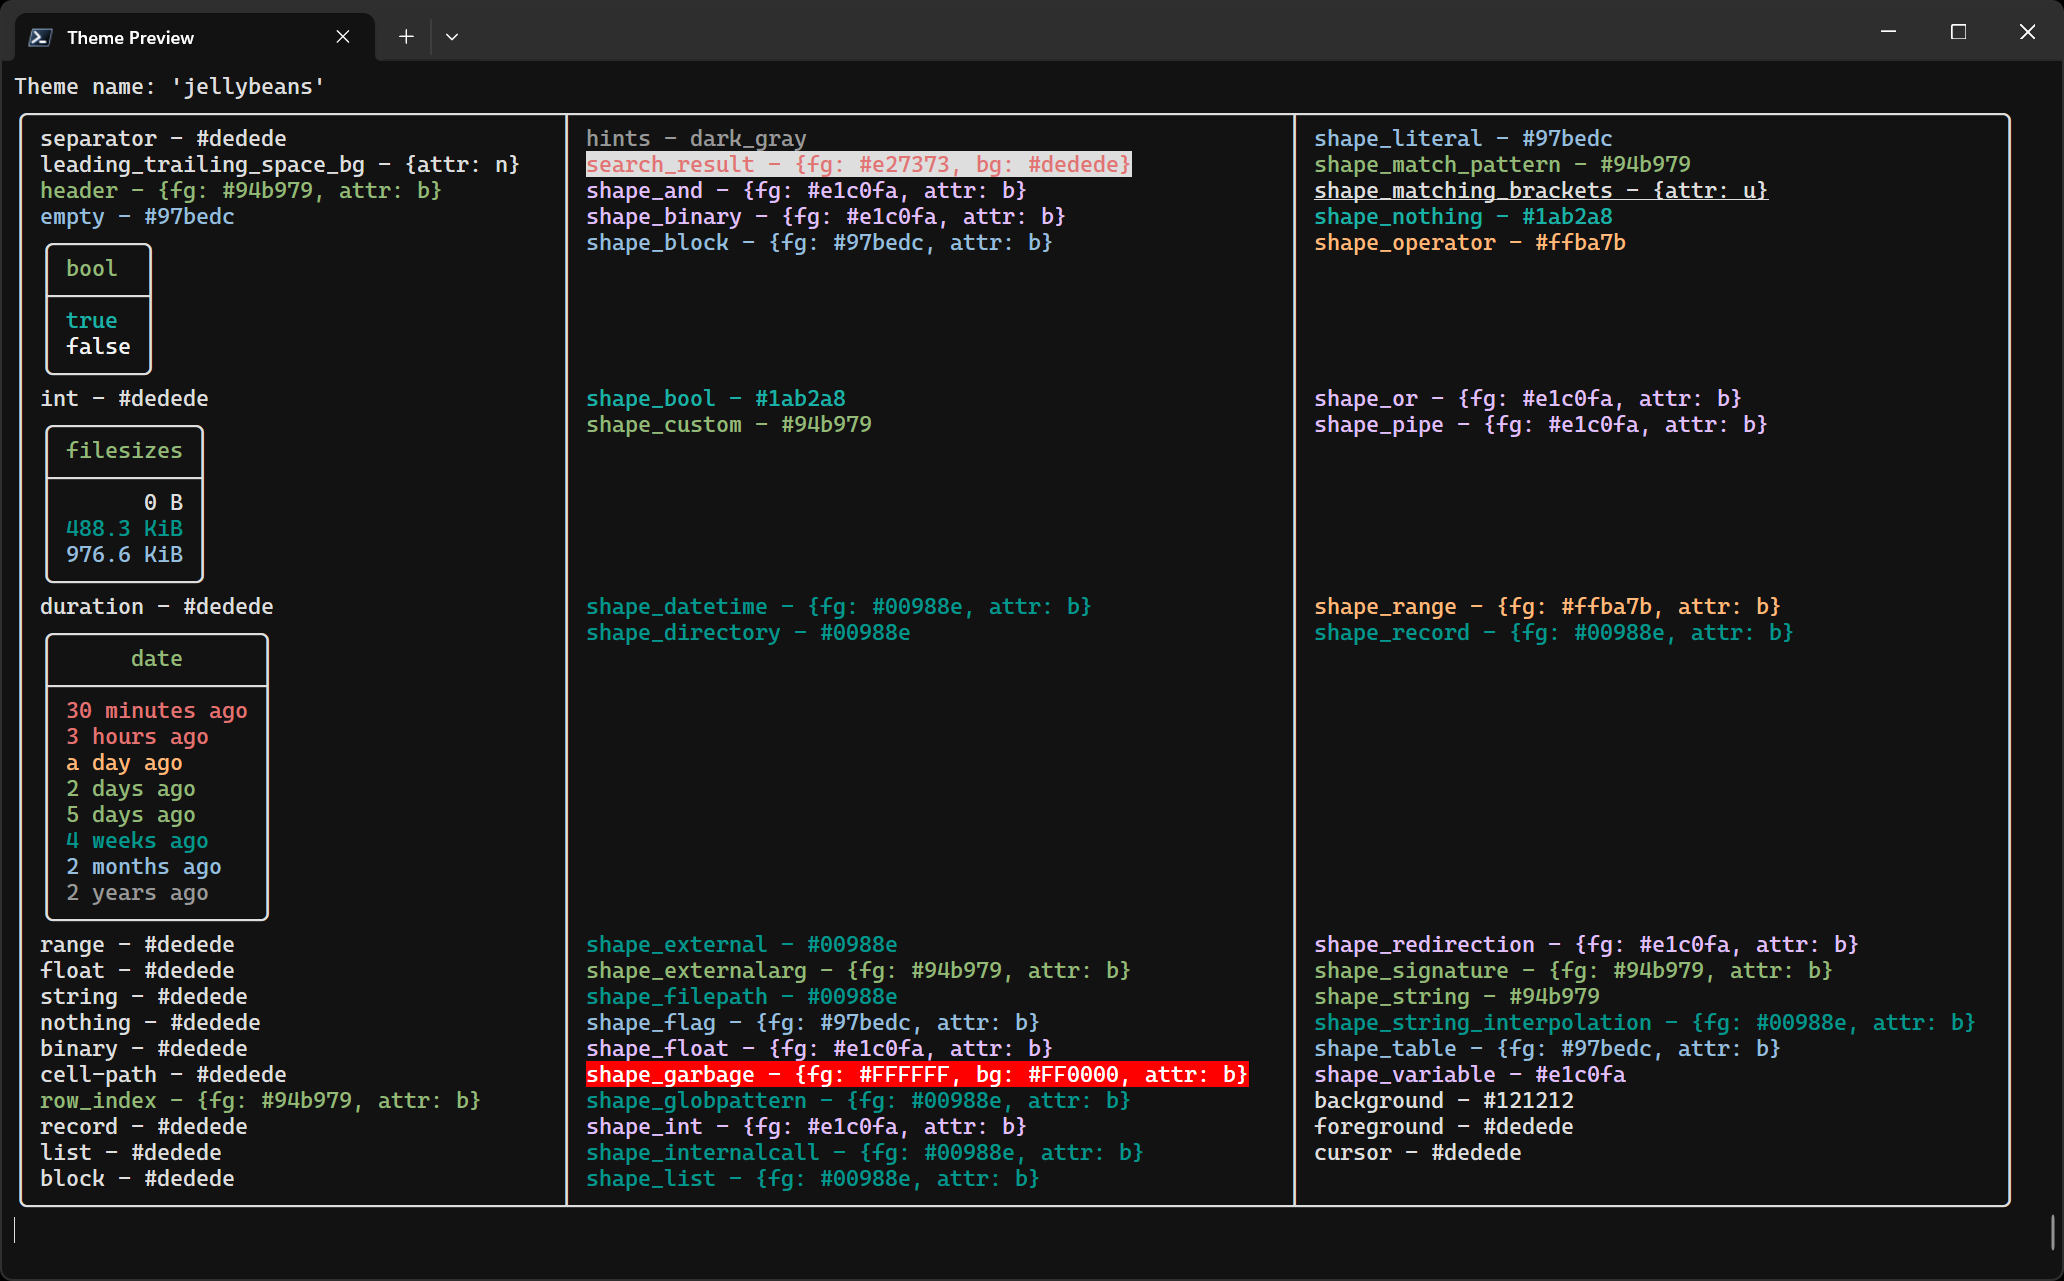 Theme Preview
Theme name: 'jellybeans'
separator - #dedede
leading_trailing_space_bg - {attr: n}
header - {fg: #94b979, attr: b}
empty - #97bedc
bool
true
false
int - #dedede
filesizes
0 B
488.3 KiB
976.6 KiB
duration - #dedede
date
30 minutes ago
3 hours ago
a day ago
2 days ago
5 days ago
4 weeks ago
2 months ago
2 years ago
range - #dedede
float - #dedede
string - #dedede
nothing - #dedede
binary - #dedede
cell-path - #dedede
row_index - {fg: #94b979, attr: b}
record - #dedede
list - #dedede
block - #dedede
hints - dark_gray
search_result - {fg: #e27373, bg: #dedede}
shape_and - {fg: #e1c0fa, attr: b}
shape_binary - {fg: #e1c0fa, attr: b}
shape_block - {fg: #97bedc, attr: b}
shape_bool - #1ab2a8
shape_custom - #94b979
shape_datetime - {fg: #00988e, attr: b}
shape_directory - #00988e
shape_external - #00988e
shape_externalarg - {fg: #94b979, attr: b}
shape_filepath - #00988e
shape_flag - {fg: #97bedc, attr: b}
shape_float - {fg: #e1c0fa, attr: b}
shape_garbage - {fg: #FFFFFF, bg: #FF0000, attr: b}
shape_globpattern - {fg: #00988e, attr: b}
shape_int - {fg: #e1c0fa, attr: b}
shape_internalcall - {fg: #00988e, attr: b}
shape_list - {fg: #00988e, attr: b}
shape_literal - #97bedc
shape_match_pattern - #94b979
shape_matching_brackets - {attr: u}
shape_nothing - #1ab2a8
shape_operator - #ffba7b
shape_or - {fg: #e1c0fa, attr: b}
shape_pipe - {fg: #e1c0fa, attr: b}
shape_range - {fg: #ffba7b, attr: b}
shape_record - {fg: #00988e, attr: b}
shape_redirection - {fg: #e1c0fa, attr: b}
shape_signature - {fg: #94b979, attr: b}
shape_string - #94b979
shape_string_interpolation - {fg: #00988e, attr: b}
shape_table - {fg: #97bedc, attr: b}
shape_variable - #e1c0fa
background - #121212
foreground - #dedede
cursor - #dedede